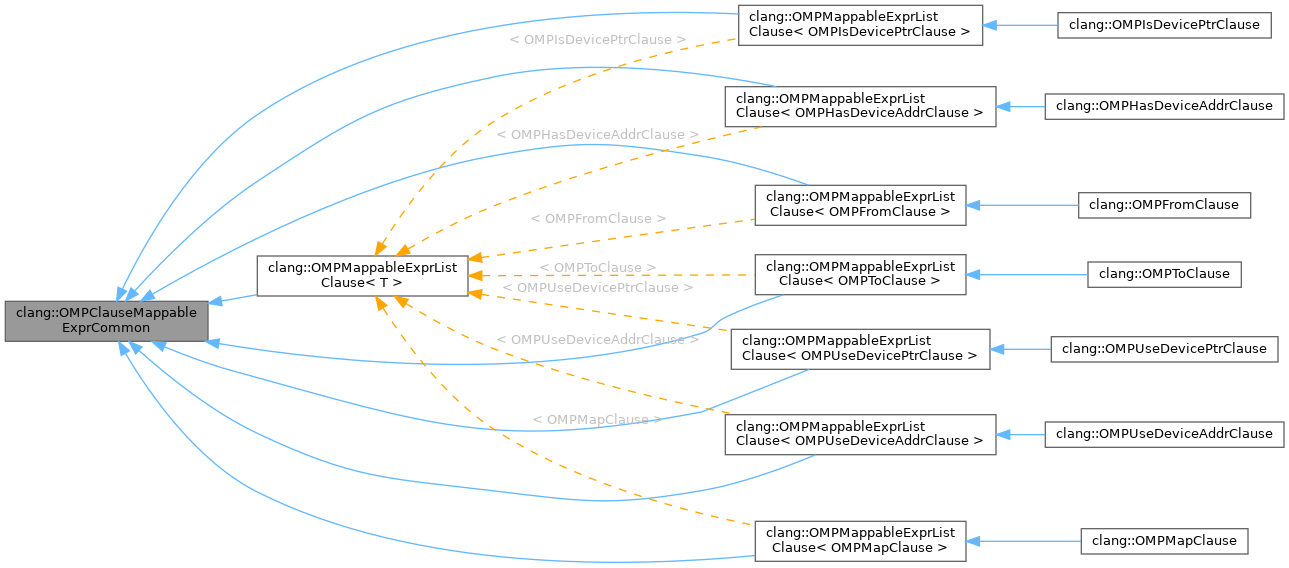 clang::OMPMappableExprList
Clause< OMPIsDevicePtrClause >
clang::OMPIsDevicePtrClause
< OMPIsDevicePtrClause >
clang::OMPMappableExprList
Clause< OMPHasDeviceAddrClause >
clang::OMPHasDeviceAddrClause
< OMPHasDeviceAddrClause >
clang::OMPMappableExprList
Clause< OMPFromClause >
clang::OMPFromClause
< OMPFromClause >
clang::OMPMappableExprList
Clause< T >
< OMPToClause >
clang::OMPMappableExprList
Clause< OMPToClause >
clang::OMPToClause
< OMPUseDevicePtrClause >
clang::OMPClauseMappable
ExprCommon
clang::OMPMappableExprList
Clause< OMPUseDevicePtrClause >
clang::OMPUseDevicePtrClause
< OMPUseDeviceAddrClause >
clang::OMPMappableExprList
Clause< OMPUseDeviceAddrClause >
clang::OMPUseDeviceAddrClause
< OMPMapClause >
clang::OMPMappableExprList
Clause< OMPMapClause >
clang::OMPMapClause